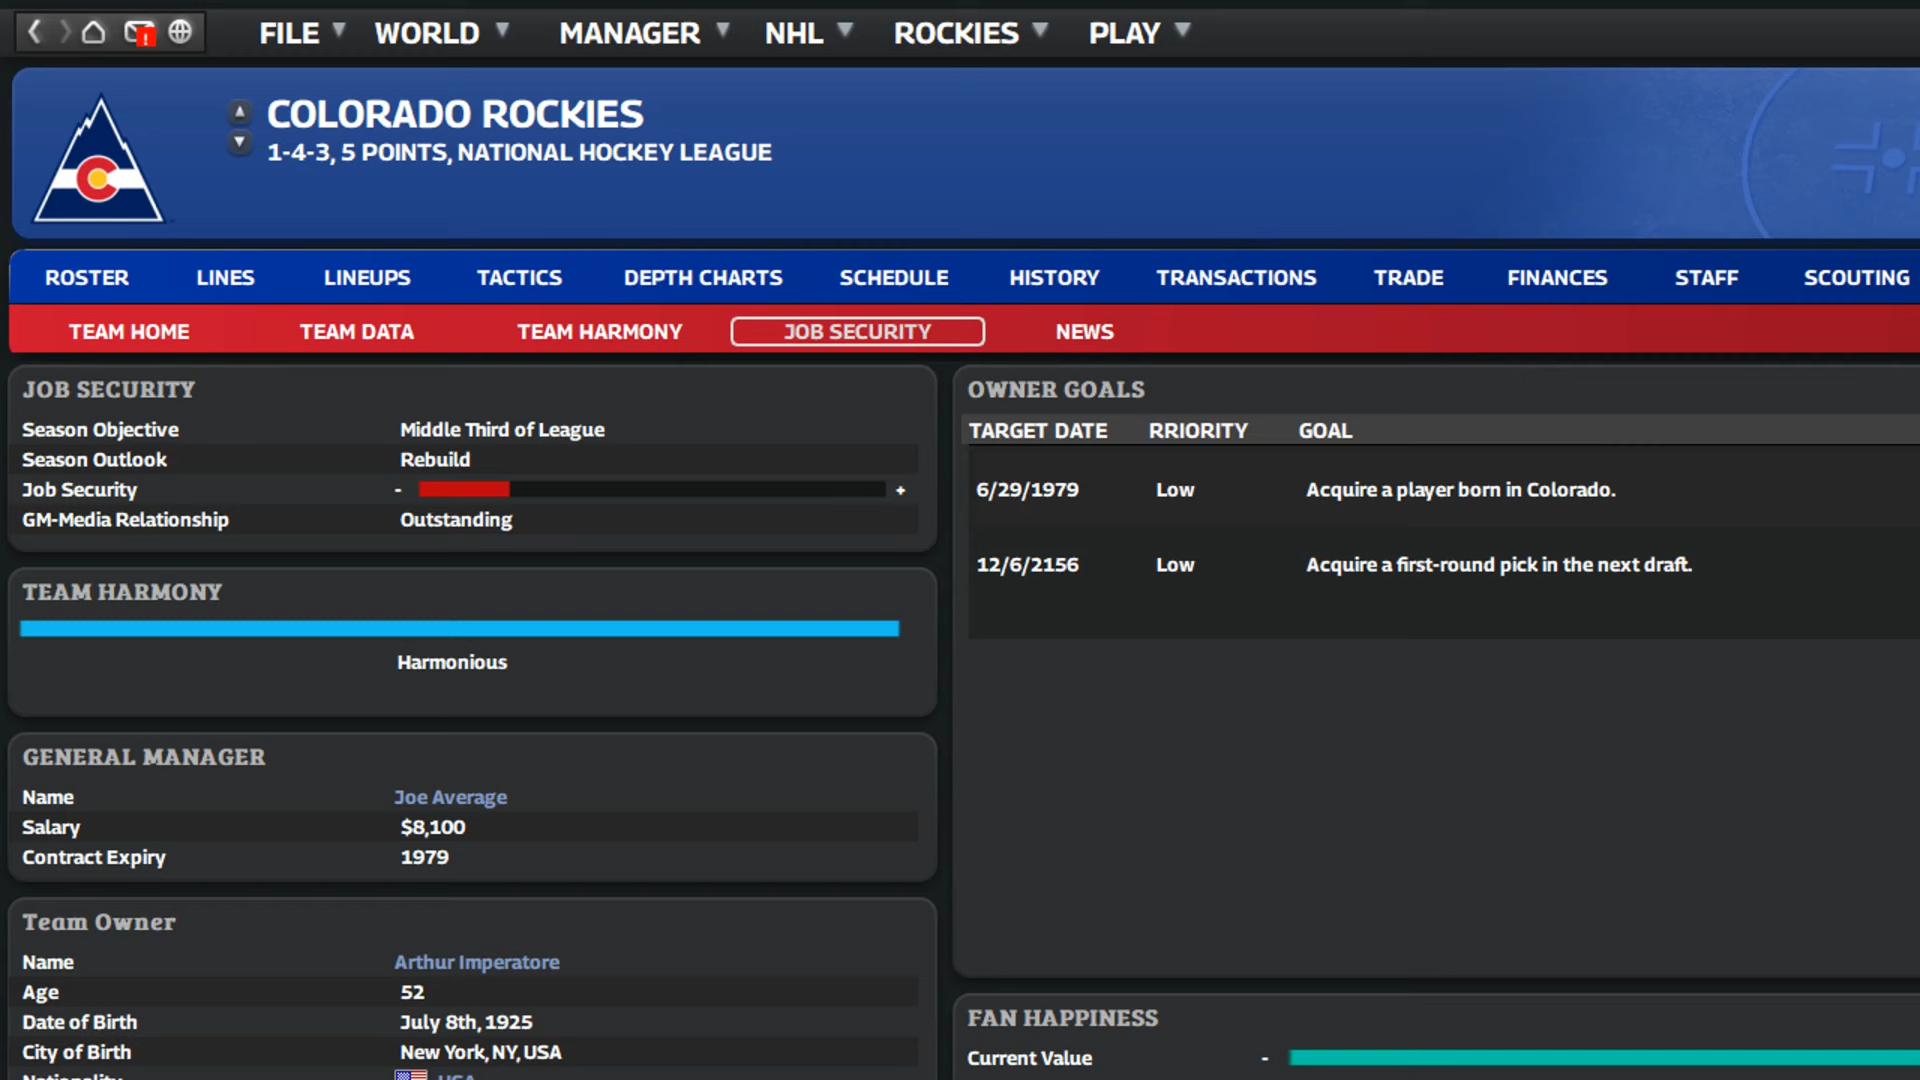 FILE WORLD MANAGER NHL ROCKIES PLAY
COLORADO ROCKIES
1-4-3, 5 POINTS, NATIONAL HOCKEY LEAGUE
ROSTER LINES LINEUPS TACTICS DEPTH CHARTS SCHEDULE HISTORY TRANSACTIONS TRADE FINANCES STAFF SCOUTING
TEAM HOME TEAM DATA TEAM HARMONY JOB SECURITY NEWS
JOB SECURITY
Season Objective Middle Third of League
Season Outlook Rebuild
Job Security - +
GM-Media Relationship Outstanding
TEAM HARMONY
Harmonious
GENERAL MANAGER
Name Joe Average
Salary $8,100
Contract Expiry 1979
Team Owner
Name Arthur Imperatore
Age 52
Date of Birth July 8th, 1925
City of Birth New York, NY, USA
Nationality USA
OWNER GOALS
TARGET DATE RRIORITY GOAL
6/29/1979 Low Acquire a player born in Colorado.
12/6/2156 Low Acquire a first-round pick in the next draft.
FAN HAPPINESS
Current Value -